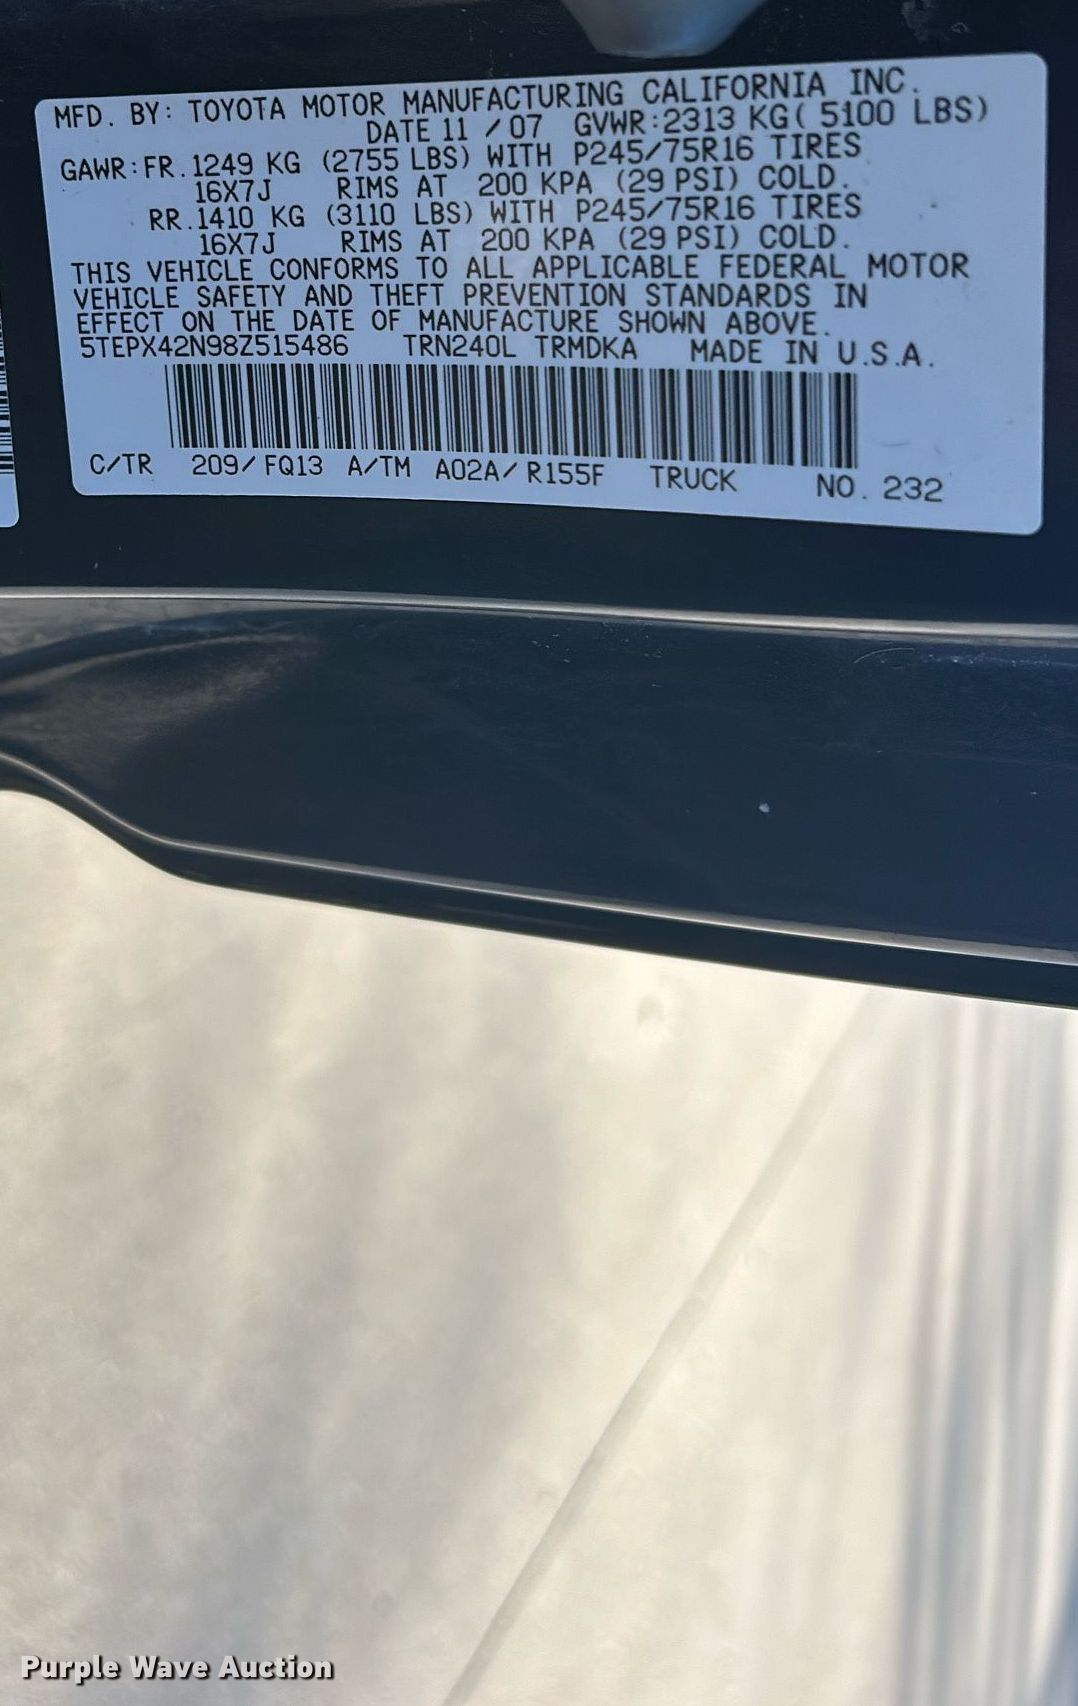 MFD. BY: TOYOTA MOTOR MANUFACTURING CALIFORNIA INC.
DATE 11 / 07 GVWR:2313 KG( 5100 LBS)
GAWR:FR.1249 KG (2755 LBS) WITH P245/75R16 TIRES
16X7J RIMS AT 200 KPA (29 PSI) COLD.
RR.1410 KG (3110 LBS) WITH P245/75R16 TIRES
16X7J RIMS AT 200 KPA (29 PSI) COLD.
THIS VEHICLE CONFORMS TO ALL APPLICABLE FEDERAL MOTOR
VEHICLE SAFETY AND THEFT PREVENTION STANDARDS IN
EFFECT ON THE DATE OF MANUFACTURE SHOWN ABOVE.
5TEPX42N98Z515486 TRN240L TRMDKA MADE IN U.S.A.
C/TR 209/FQ13 A/TM A02A/R155F TRUCK NO. 232
Purple Wave Auction